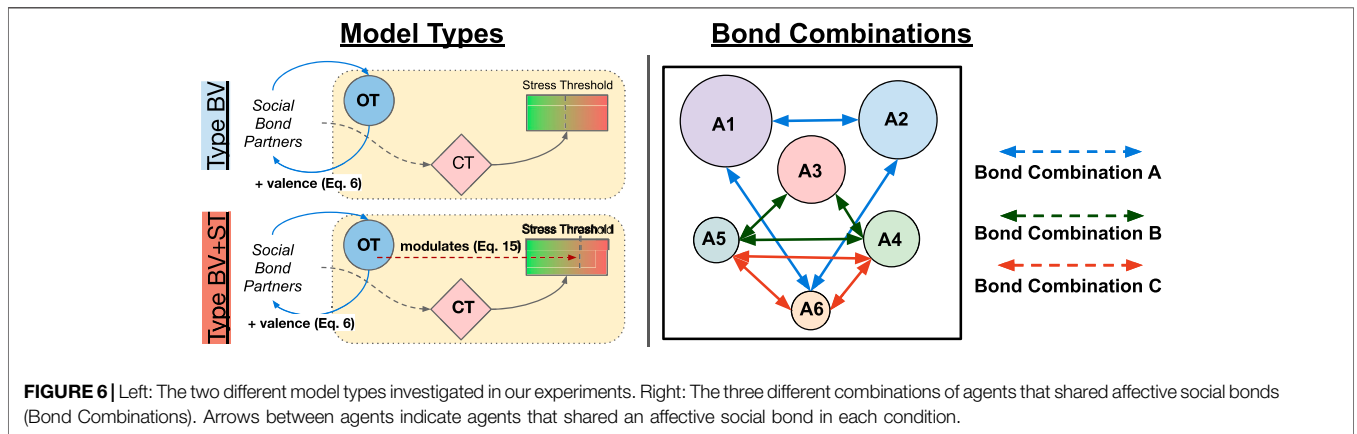 Model Types
Type BV
Social
Bond
Partners
OT
Stress Threshold
CT
+ valence (Eq. 6)
Type BV+ST
Social
Bond
Partners
OT
modulates (Eq. 15)
Stress Threshold
CT
+ valence (Eq. 6)
Bond Combinations
A1
A2
A3
A5
A4
A6
Bond Combination A
Bond Combination B
Bond Combination C
FIGURE 6 | Left: The two different model types investigated in our experiments. Right: The three different combinations of agents that shared affective social bonds
(Bond Combinations). Arrows between agents indicate agents that shared an affective social bond in each condition.